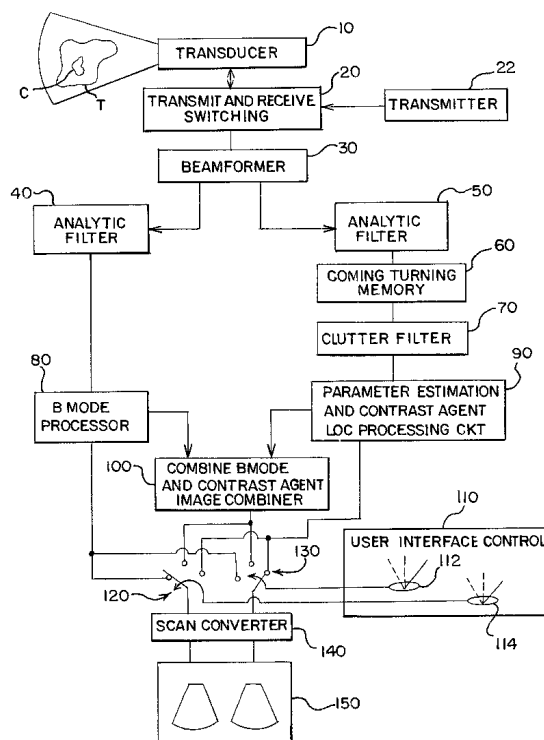 10
TRANSDUCER
C
T
20
22
TRANSMIT AND RECEIVE
SWITCHING
TRANSMITTER
30
BEAMFORMER
40
50
ANALYTIC
FILTER
ANALYTIC
FILTER
60
COMING TURNING
MEMORY
70
CLUTTER FILTER
80
90
B MODE
PROCESSOR
PARAMETER ESTIMATION
AND CONTRAST AGENT
LOC PROCESSING CKT
100
COMBINE BMODE
AND CONTRAST AGENT
IMAGE COMBINER
110
USER INTERFACE CONTROL
130
112
120
114
SCAN CONVERTER
140
150